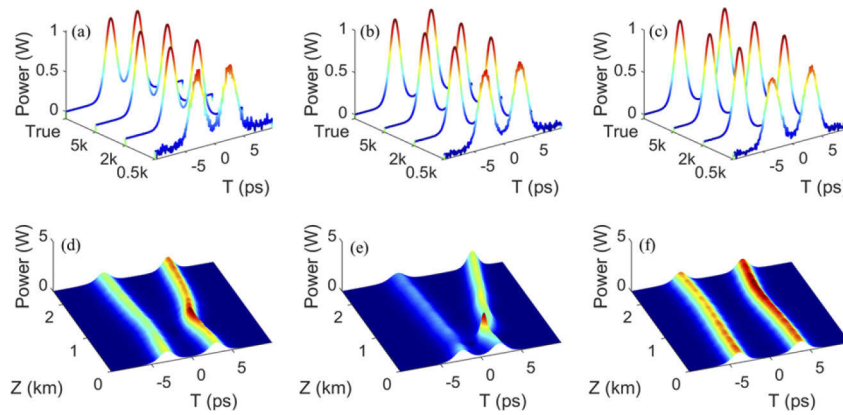 (a)
Power (W)
1
0.5
0
True
5k
2k
0.5k
-5
0
5
T (ps)
(b)
Power (W)
1
0.5
0
True
5k
2k
0.5k
-5
0
5
T (ps)
(c)
Power (W)
1
0.5
0
True
5k
2k
0.5k
-5
0
5
T (ps)
(d)
Power (W)
5
0
2
1
0
Z (km)
-5
0
5
T (ps)
(e)
Power (W)
5
0
2
1
0
Z (km)
-5
0
5
T (ps)
(f)
Power (W)
5
0
2
1
0
Z (km)
-5
0
5
T (ps)